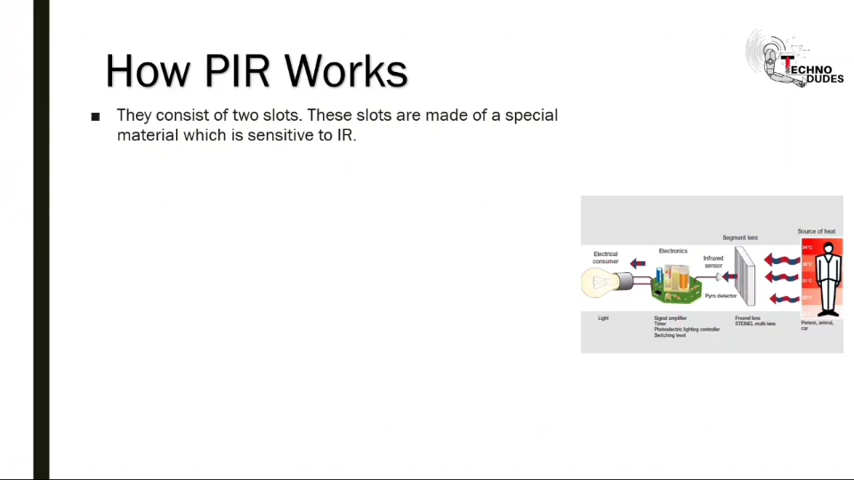 How PIR Works
TECHNO
DUDES
■ They consist of two slots. These slots are made of a special
material which is sensitive to IR.
Source of heat
Segment lens
Electronics
Electrical
consumer
Infrared
sensor
Pyro detector
Light
Signal amplifier
Timer
Photoelectric lighting controller
Switching level
Fresnel lens
STEINEL multi-lens
Person, animal,
car